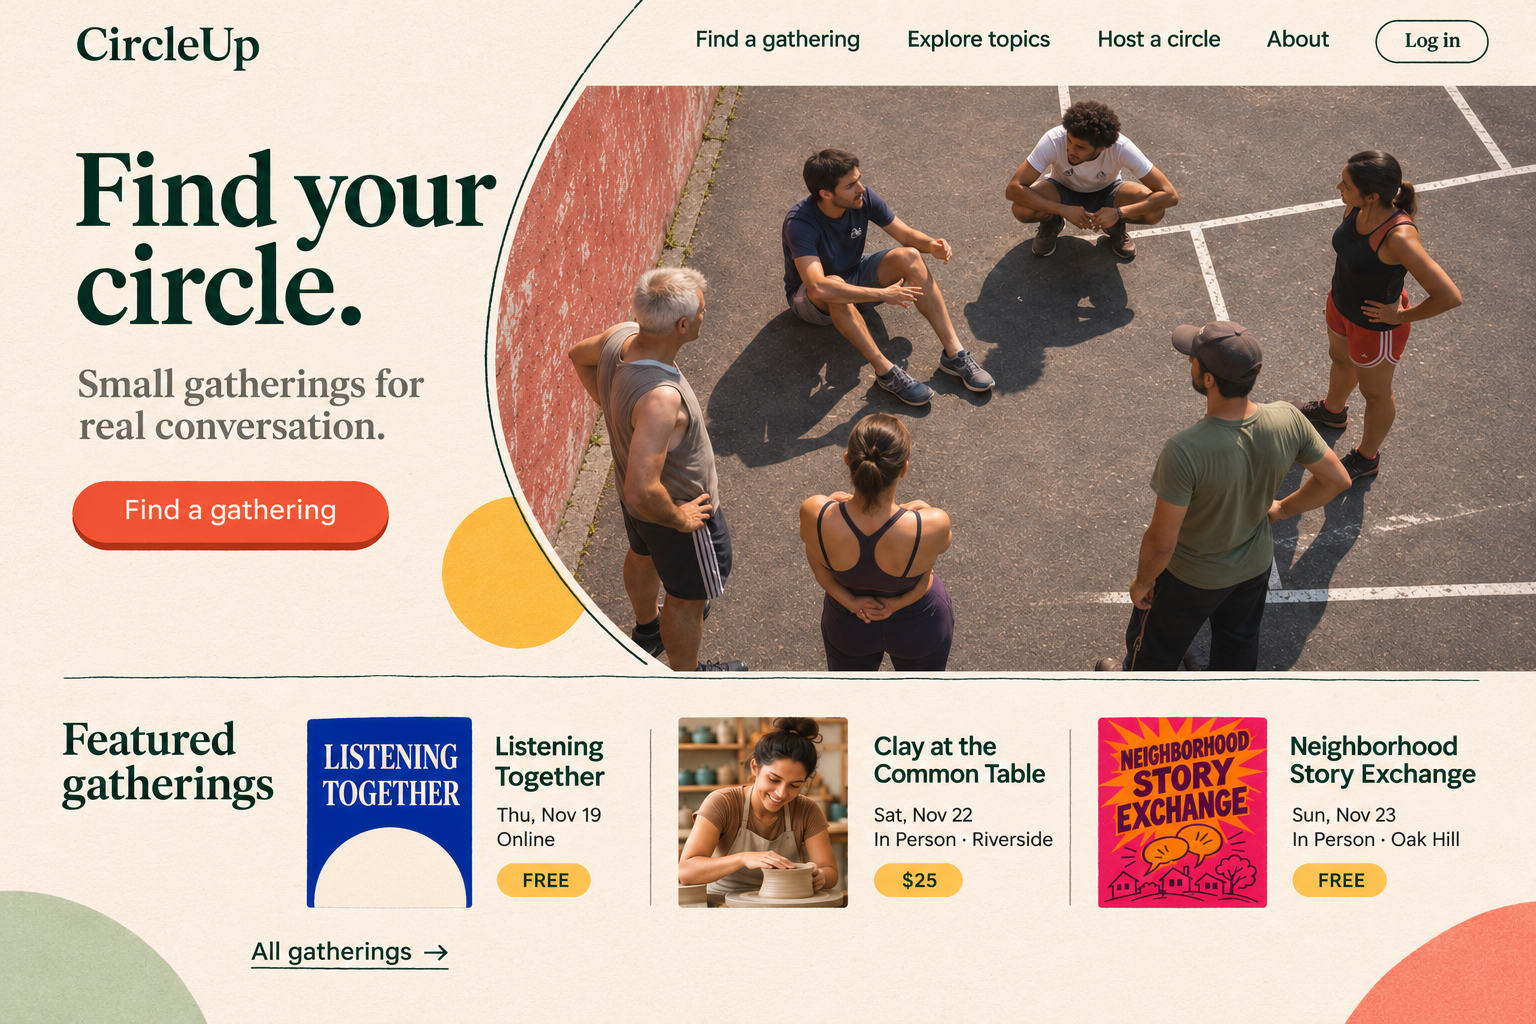 CircleUp
Find a gathering
Explore topics
Host a circle
About
Log in
Find your
circle.
Small gatherings for
real conversation.
Find a gathering
Featured
gatherings
LISTENING
TOGETHER
Listening
Together
Thu, Nov 19
Online
FREE
Clay at the
Common Table
Sat, Nov 22
In Person · Riverside
$25
NEIGHBORHOOD
STORY
EXCHANGE
Neighborhood
Story Exchange
Sun, Nov 23
In Person · Oak Hill
FREE
All gatherings →